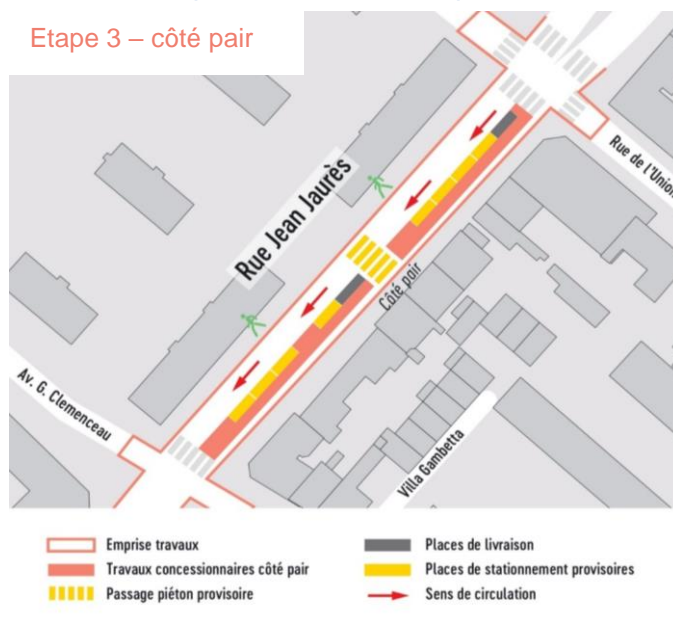 Etape 3 – côté pair
Rue de l'Union
Rue Jean Jaurès
Côté pair
Av. G. Clemenceau
Villa Gambetta
Emprise travaux
Travaux concessionnaires côté pair
Passage piéton provisoire
Places de livraison
Places de stationnement provisoires
Sens de circulation